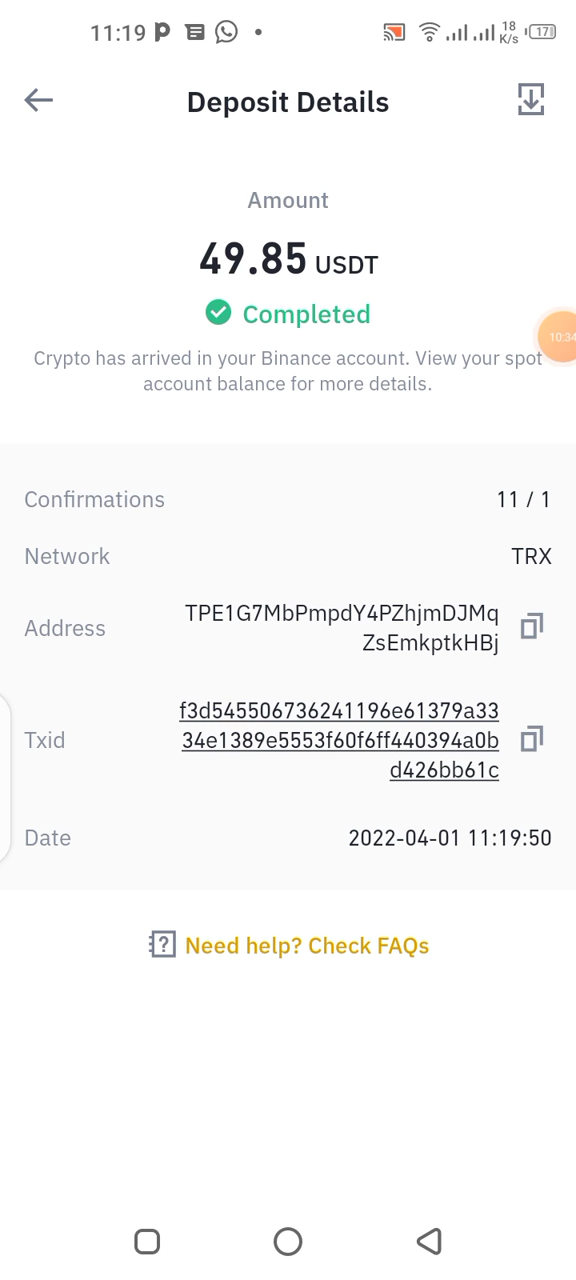 11:19
18
K/s
17
Deposit Details
Amount
49.85 USDT
Completed
10:34
Crypto has arrived in your Binance account. View your spot
account balance for more details.
Confirmations 11 / 1
Network TRX
Address TPE1G7MbPmpdY4PZhjmDJMq
ZsEmkptkHBj
Txid f3d545506736241196e61379a33
34e1389e5553f60f6ff440394a0b
d426bb61c
Date 2022-04-01 11:19:50
Need help? Check FAQs